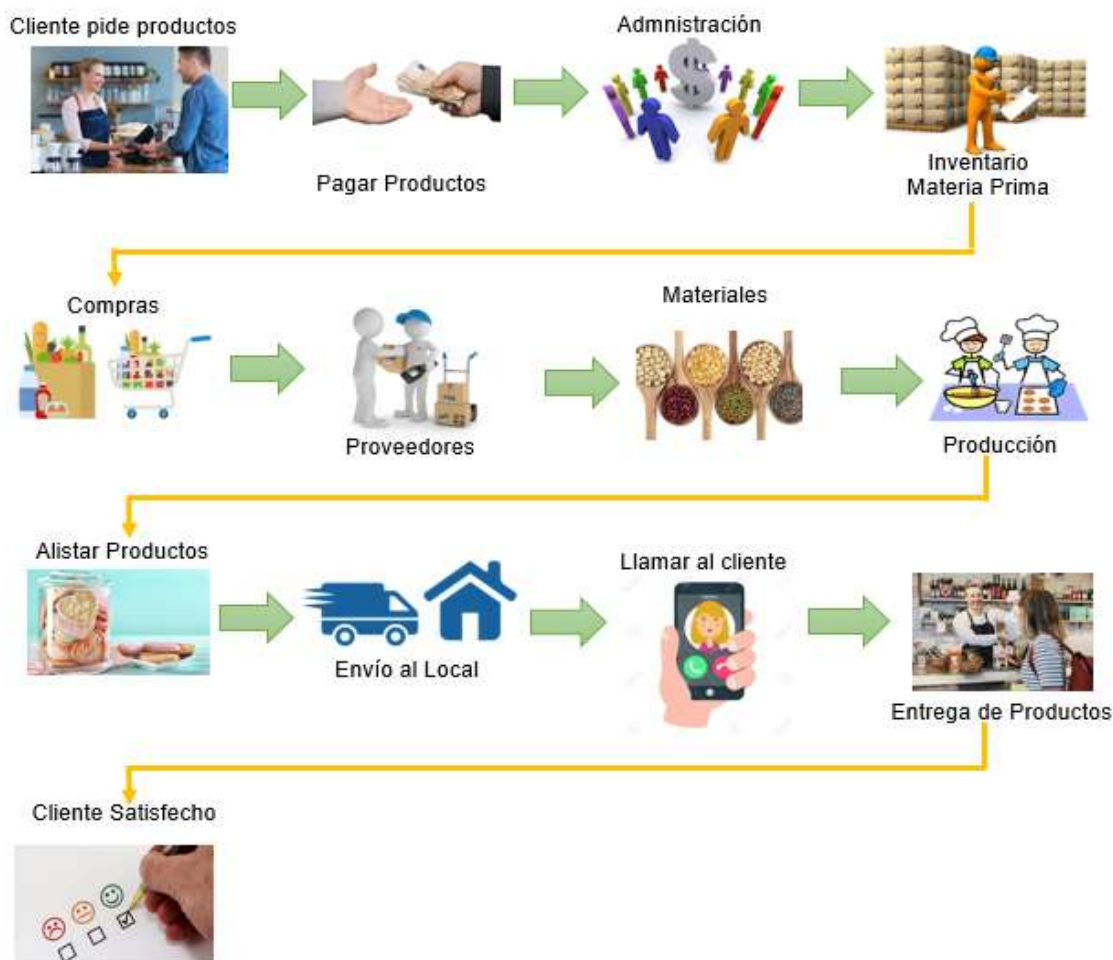 Cliente pide productos
Pagar Productos
Admnistración
Inventario
Materia Prima
Compras
Proveedores
Materiales
Producción
Alistar Productos
Envío al Local
Llamar al cliente
Entrega de Productos
Cliente Satisfecho